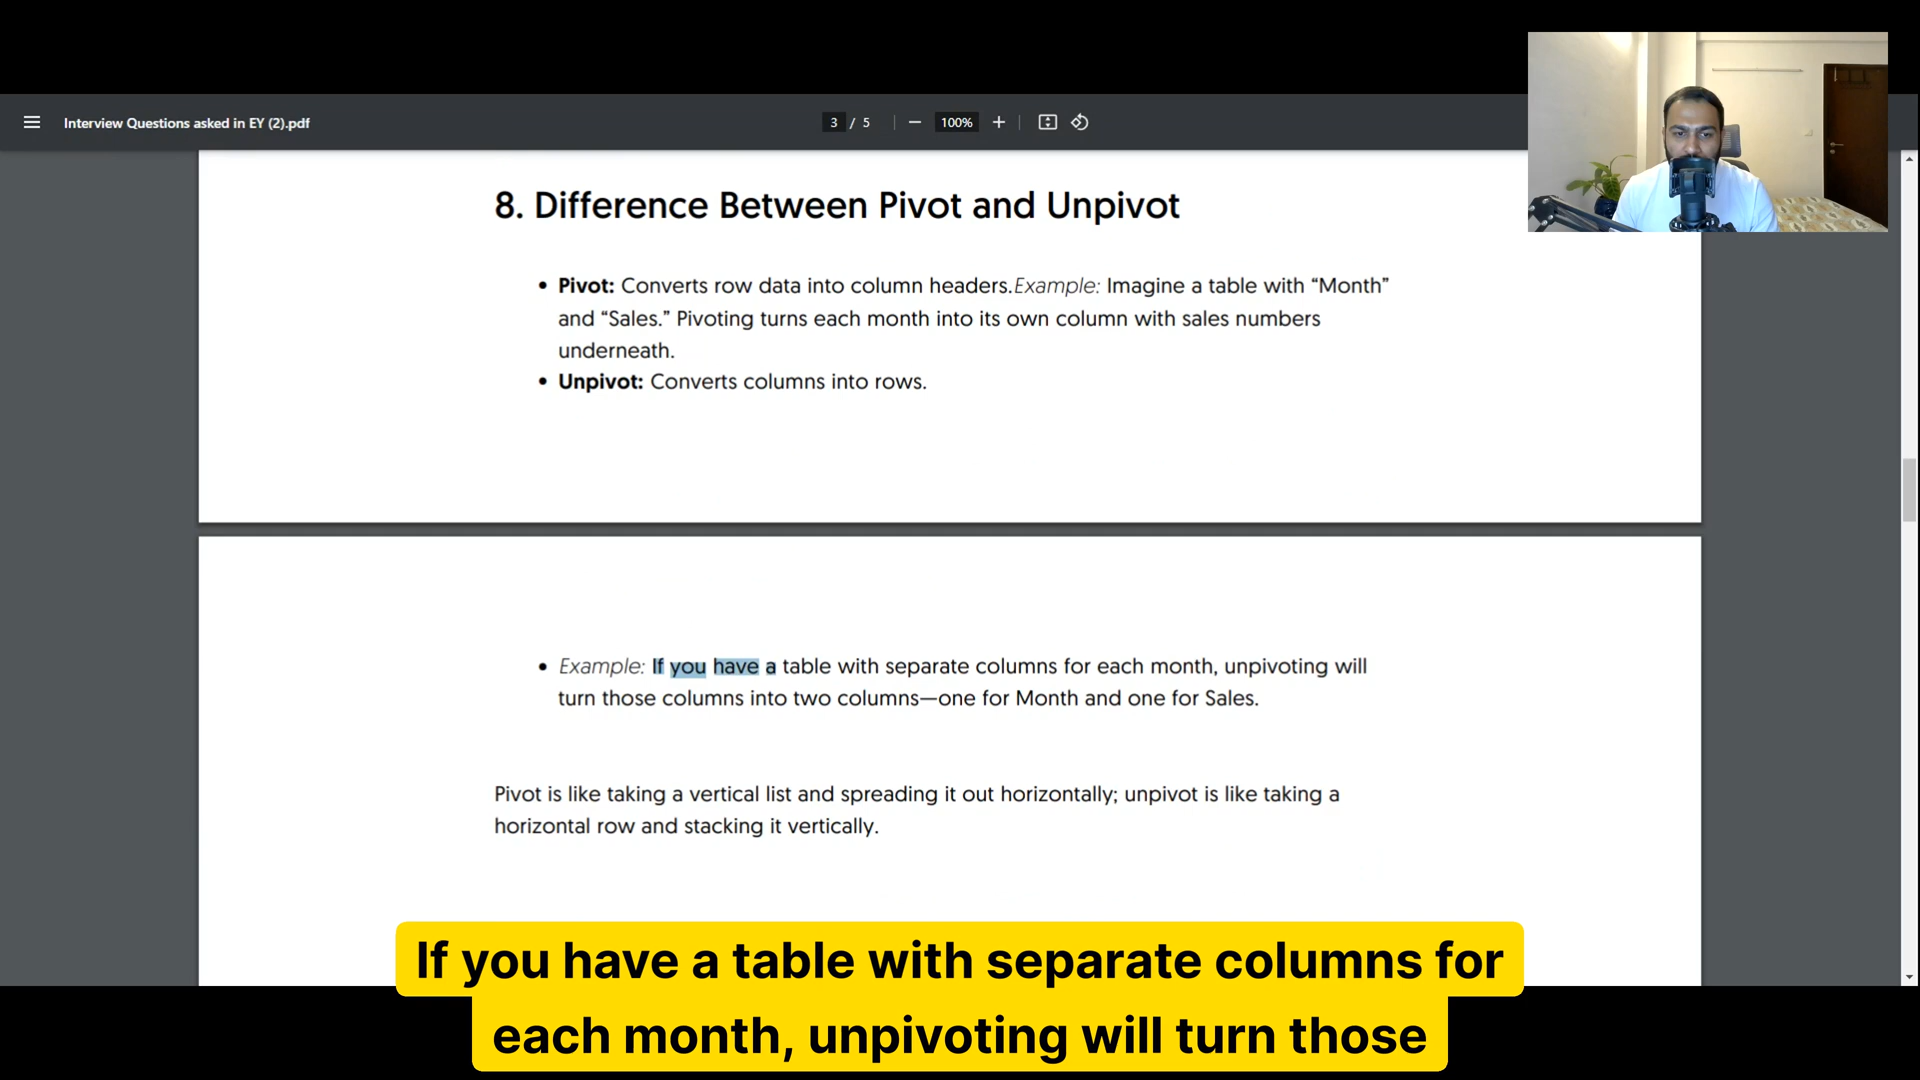 Interview Questions asked in EY (2).pdf
3 / 5
100%
8. Difference Between Pivot and Unpivot
• Pivot: Converts row data into column headers.Example: Imagine a table with “Month”
and “Sales.” Pivoting turns each month into its own column with sales numbers
underneath.
• Unpivot: Converts columns into rows.
• Example: If you have a table with separate columns for each month, unpivoting will
turn those columns into two columns—one for Month and one for Sales.
Pivot is like taking a vertical list and spreading it out horizontally; unpivot is like taking a
horizontal row and stacking it vertically.
If you have a table with separate columns for
each month, unpivoting will turn those